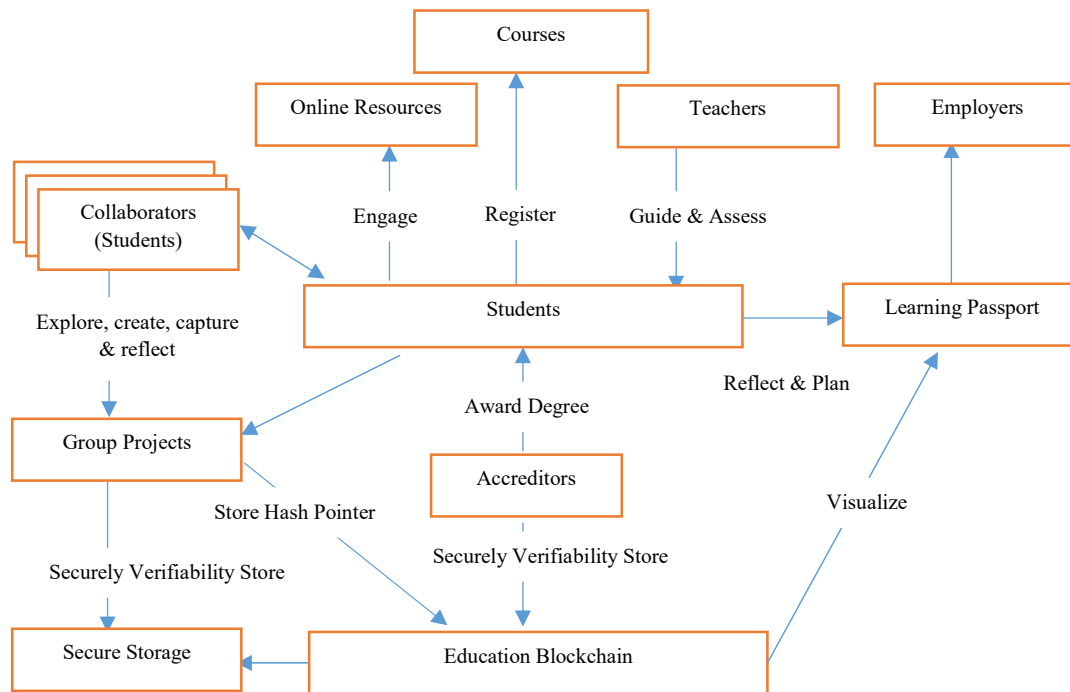 Courses
Online Resources
Teachers
Employers
Collaborators
(Students)
Engage
Register
Guide & Assess
Students
Learning Passport
Explore, create, capture
& reflect
Reflect & Plan
Award Degree
Group Projects
Accreditors
Visualize
Store Hash Pointer
Securely Verifiability Store
Securely Verifiability Store
Secure Storage
Education Blockchain